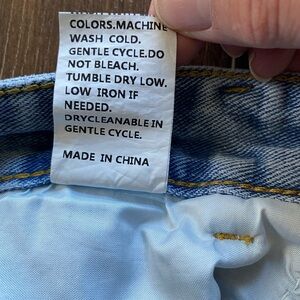 COLORS.MACHINE
WASH COLD.
GENTLE CYCLE.DO
NOT BLEACH.
TUMBLE DRY LOW.
LOW IRON IF
NEEDED.
DRYCLEANABLE IN
GENTLE CYCLE.
MADE IN CHINA